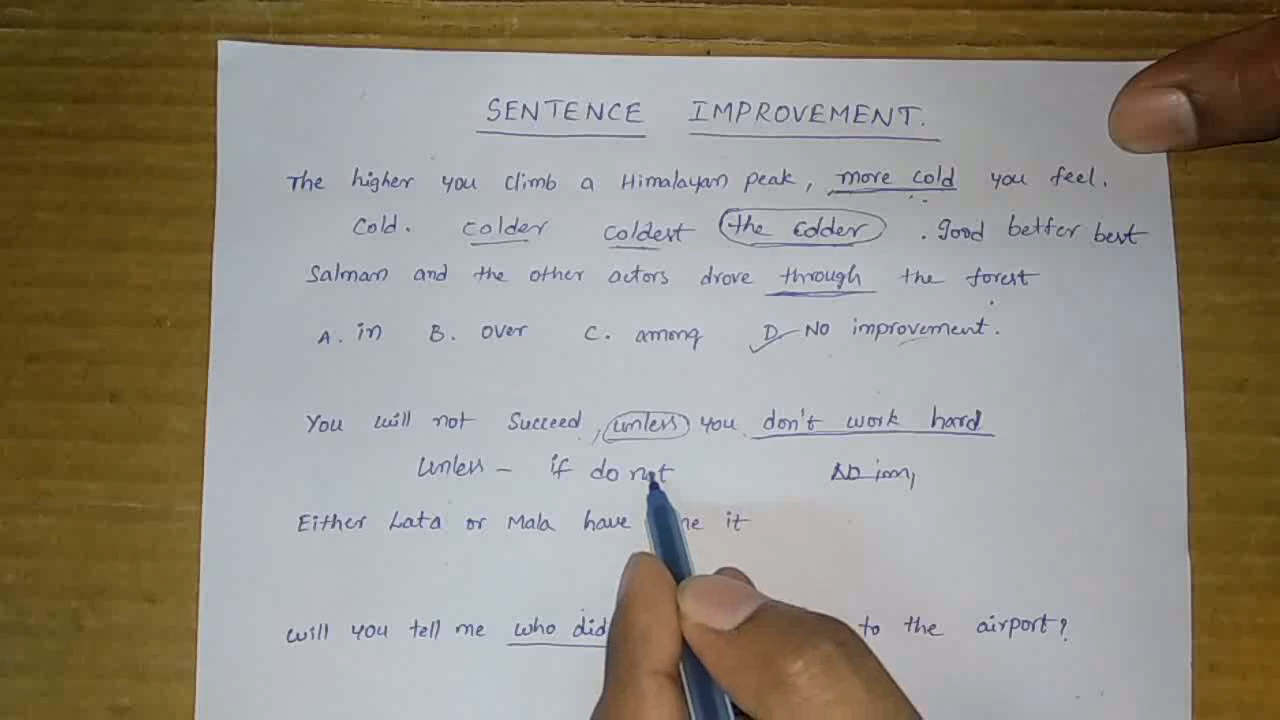 SENTENCE IMPROVEMENT.
The higher you climb a Himalayan peak, more cold you feel.
Cold. colder coldest the colder . Good better best
Salman and the other actors drove through the forest
A. in B. over C. among D No improvement.
You will not Succeed, unless you don't work hard
Unless - if do not
Either Lata or Mala have it
Will you tell me who did to the airport?